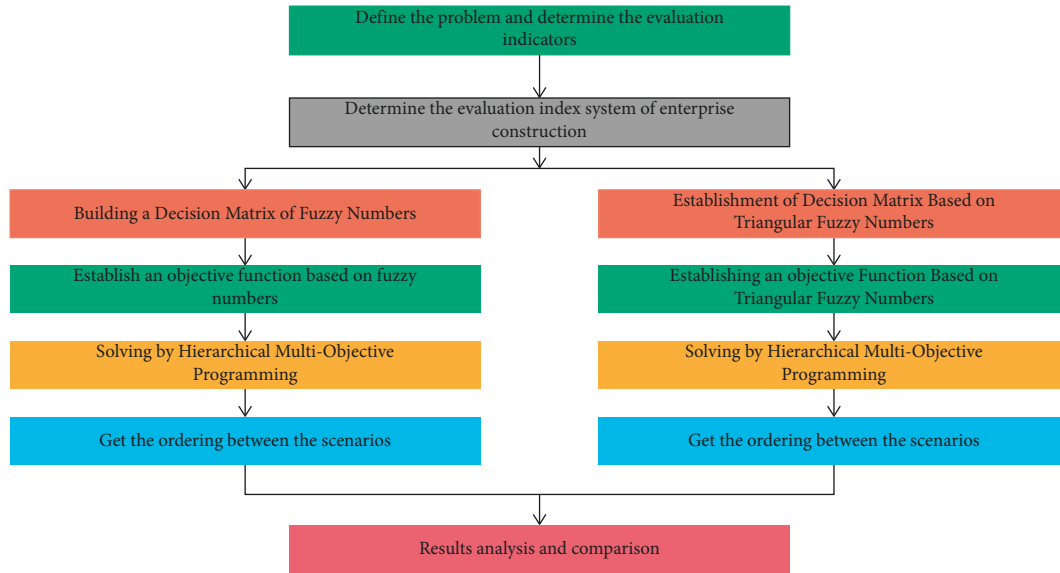 Define the problem and determine the evaluation
indicators
Determine the evaluation index system of enterprise
construction
Building a Decision Matrix of Fuzzy Numbers
Establishment of Decision Matrix Based on
Triangular Fuzzy Numbers
Establish an objective function based on fuzzy
numbers
Establishing an objective Function Based on
Triangular Fuzzy Numbers
Solving by Hierarchical Multi-Objective
Programming
Solving by Hierarchical Multi-Objective
Programming
Get the ordering between the scenarios
Get the ordering between the scenarios
Results analysis and comparison